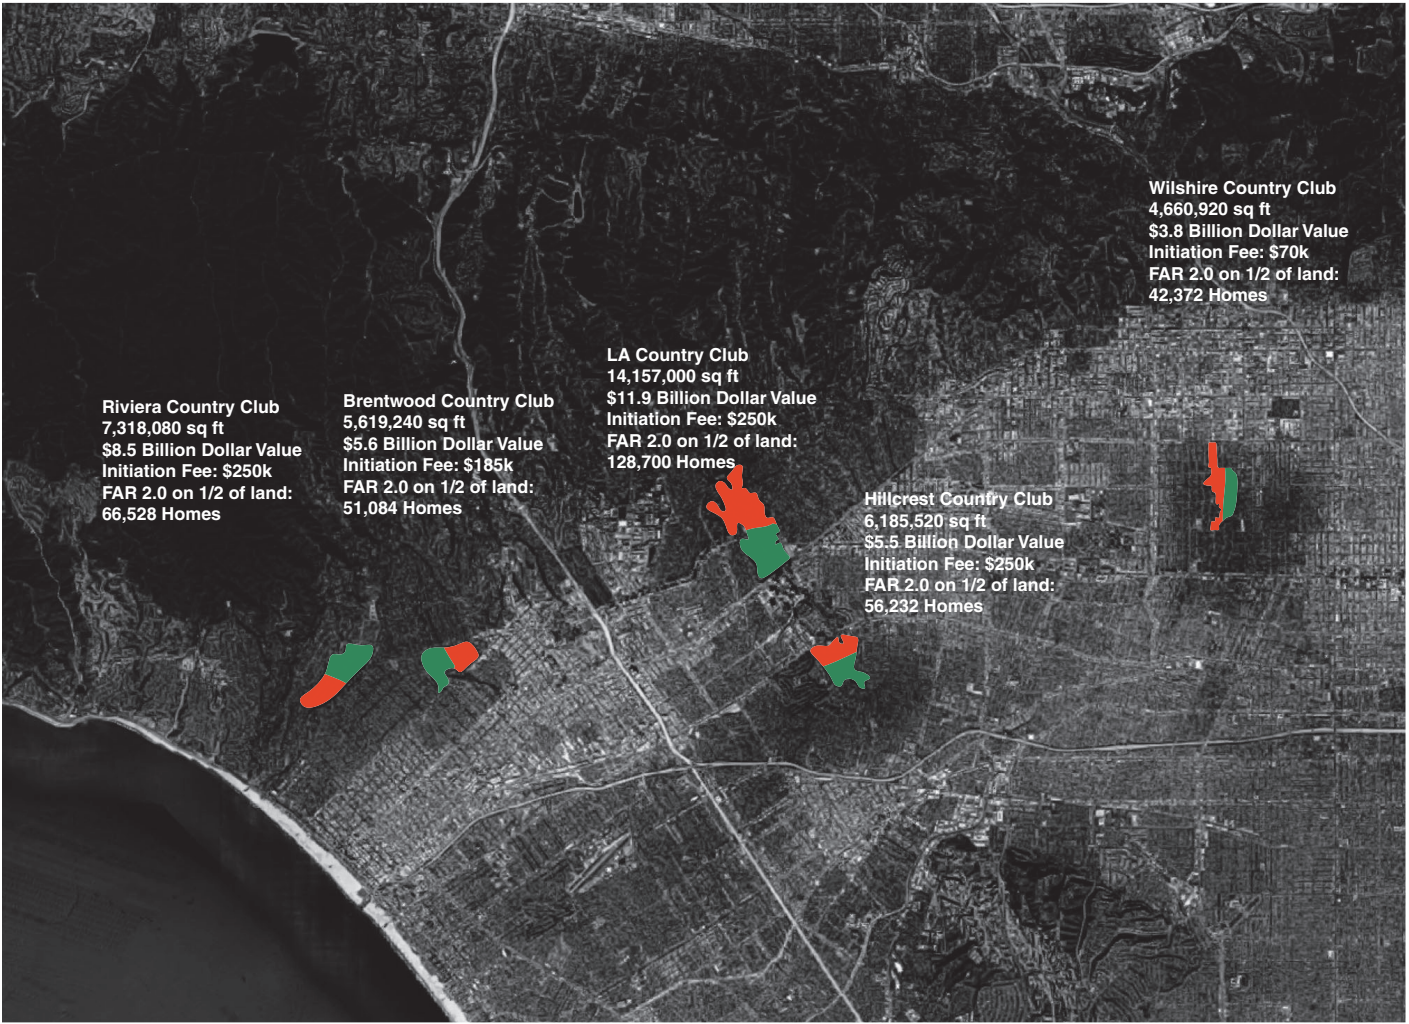 Wilshire Country Club
4,660,920 sq ft
$3.8 Billion Dollar Value
Initiation Fee: $70k
FAR 2.0 on 1/2 of land:
42,372 Homes
LA Country Club
14,157,000 sq ft
$11.9 Billion Dollar Value
Initiation Fee: $250k
FAR 2.0 on 1/2 of land:
128,700 Homes
Brentwood Country Club
5,619,240 sq ft
$5.6 Billion Dollar Value
Initiation Fee: $185k
FAR 2.0 on 1/2 of land:
51,084 Homes
Riviera Country Club
7,318,080 sq ft
$8.5 Billion Dollar Value
Initiation Fee: $250k
FAR 2.0 on 1/2 of land:
66,528 Homes
Hillcrest Country Club
6,185,520 sq ft
$5.5 Billion Dollar Value
Initiation Fee: $250k
FAR 2.0 on 1/2 of land:
56,232 Homes